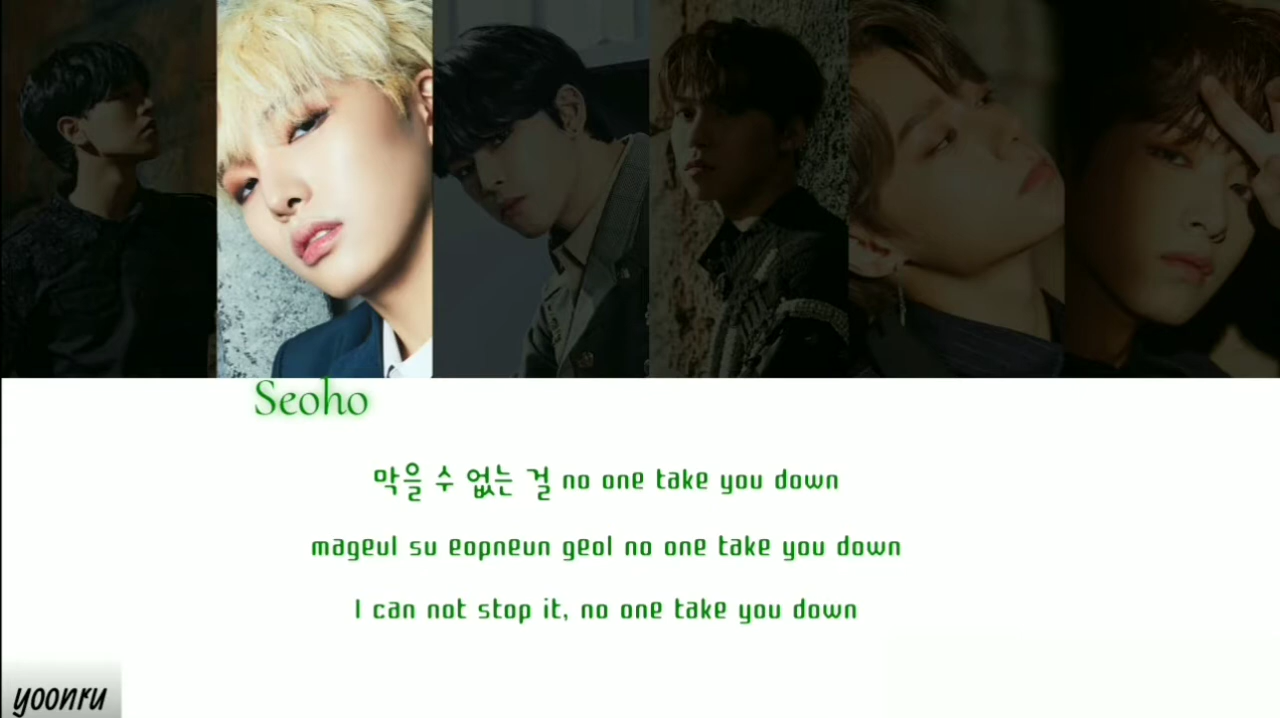 Seoho
막을 수 없는 걸 no one take you down
mageul su eopneun geol no one take you down
I can not stop it, no one take you down
yoonru